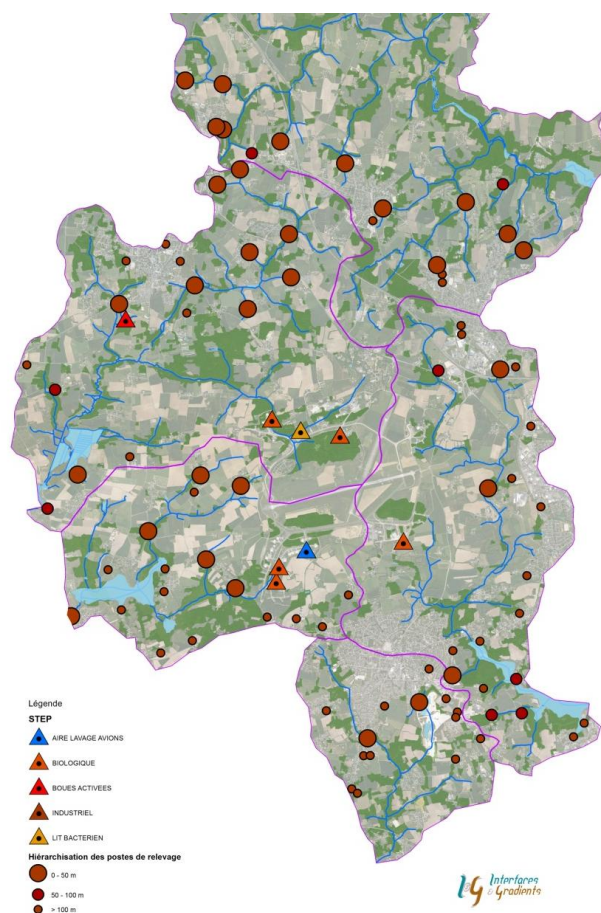 Légende
STEP
AIRE LAVAGE AVIONS
BIOLOGIQUE
BOUES ACTIVEES
INDUSTRIEL
LIT BACTERIEN
Hiérarchisation des postes de relevage
0 - 50 m
50 - 100 m
> 100 m
Interfaces
Gradients